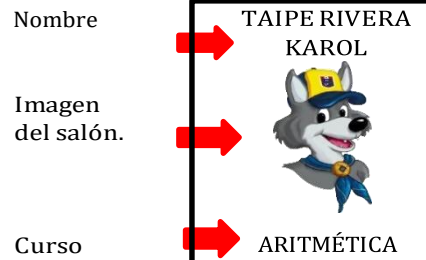 Nombre
TAIPE RIVERA
KAROL
Imagen
del salón.
Curso
ARITMÉTICA